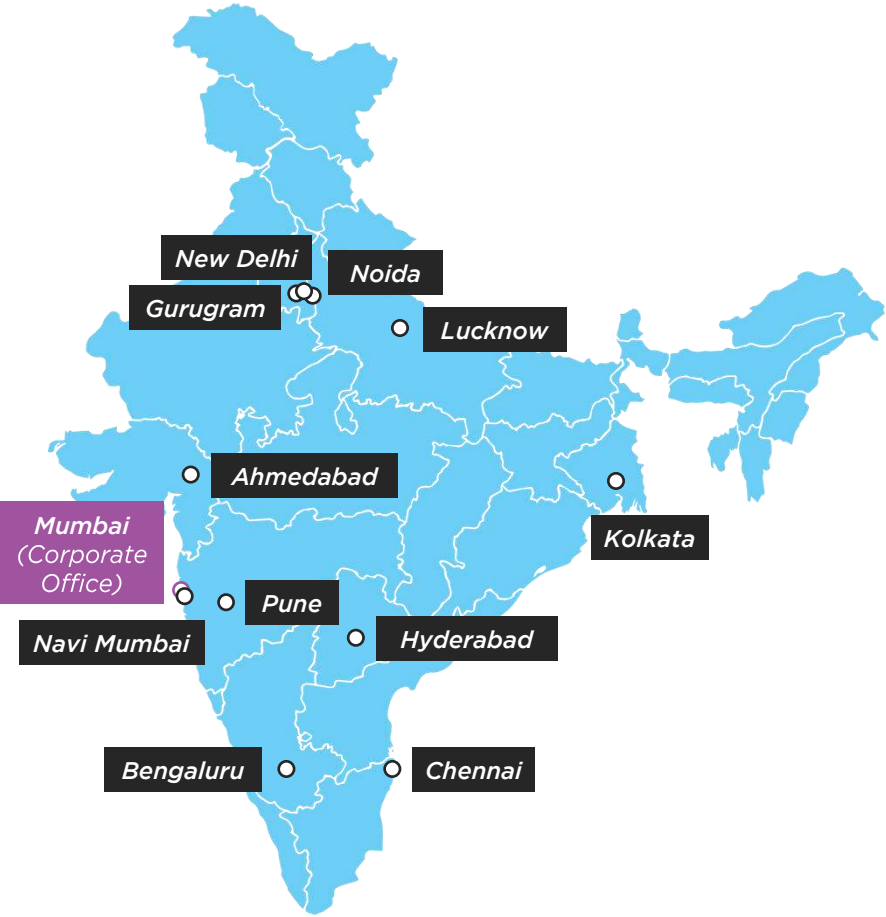 New Delhi
Noida
Gurugram
Lucknow
Ahmedabad
Mumbai
(Corporate
Office)
Kolkata
Pune
Navi Mumbai
Hyderabad
Bengaluru
Chennai